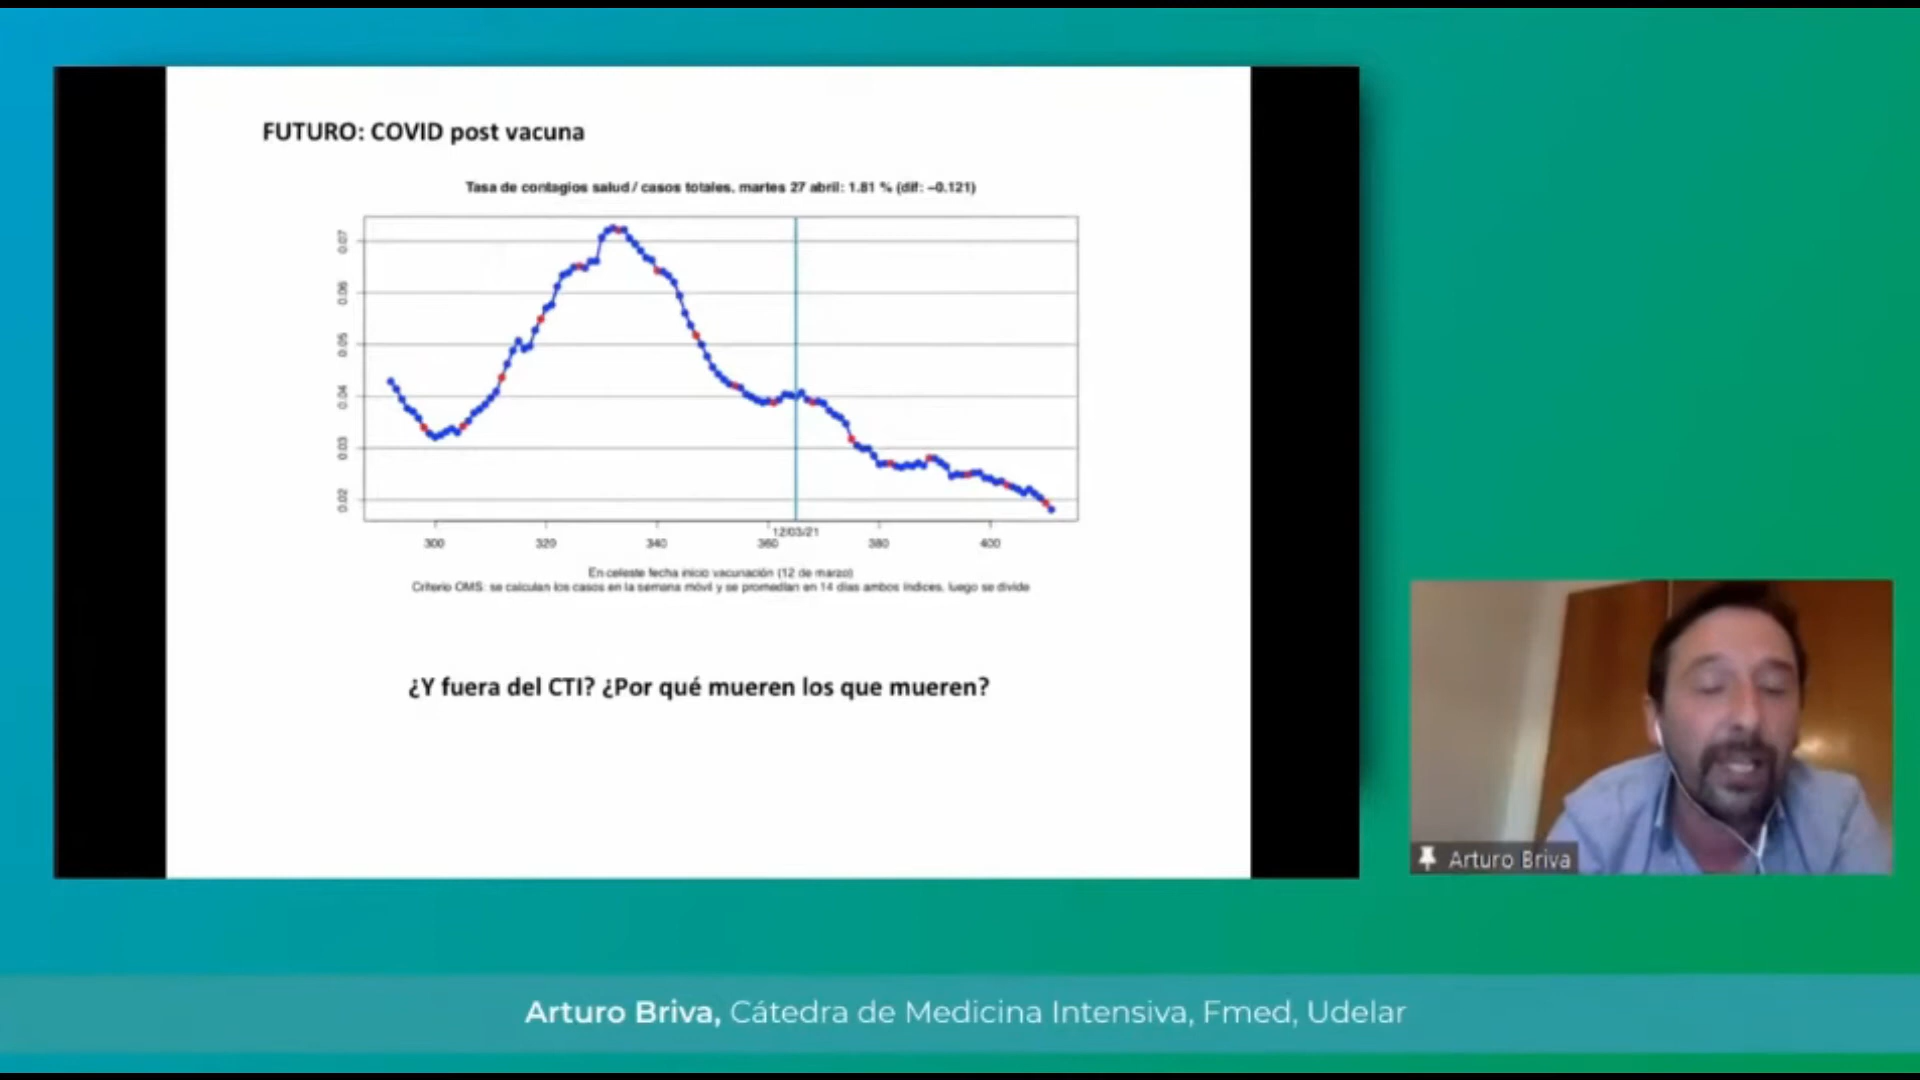 FUTURO: COVID post vacuna
Tasa de contagios salud / casos totales. martes 27 abril: 1.81 % (dif: −0.121)
0.07
0.06
0.05
0.04
0.03
0.02
12/03/21
300
320
340
360
380
400
En celeste fecha inicio vacunación (12 de marzo)
Criterio OMS: se calculan los casos en la semana móvil y se promedian en 14 días ambos índices, luego se divide
¿Y fuera del CTI? ¿Por qué mueren los que mueren?
Arturo Briva
Arturo Briva, Cátedra de Medicina Intensiva, Fmed, Udelar